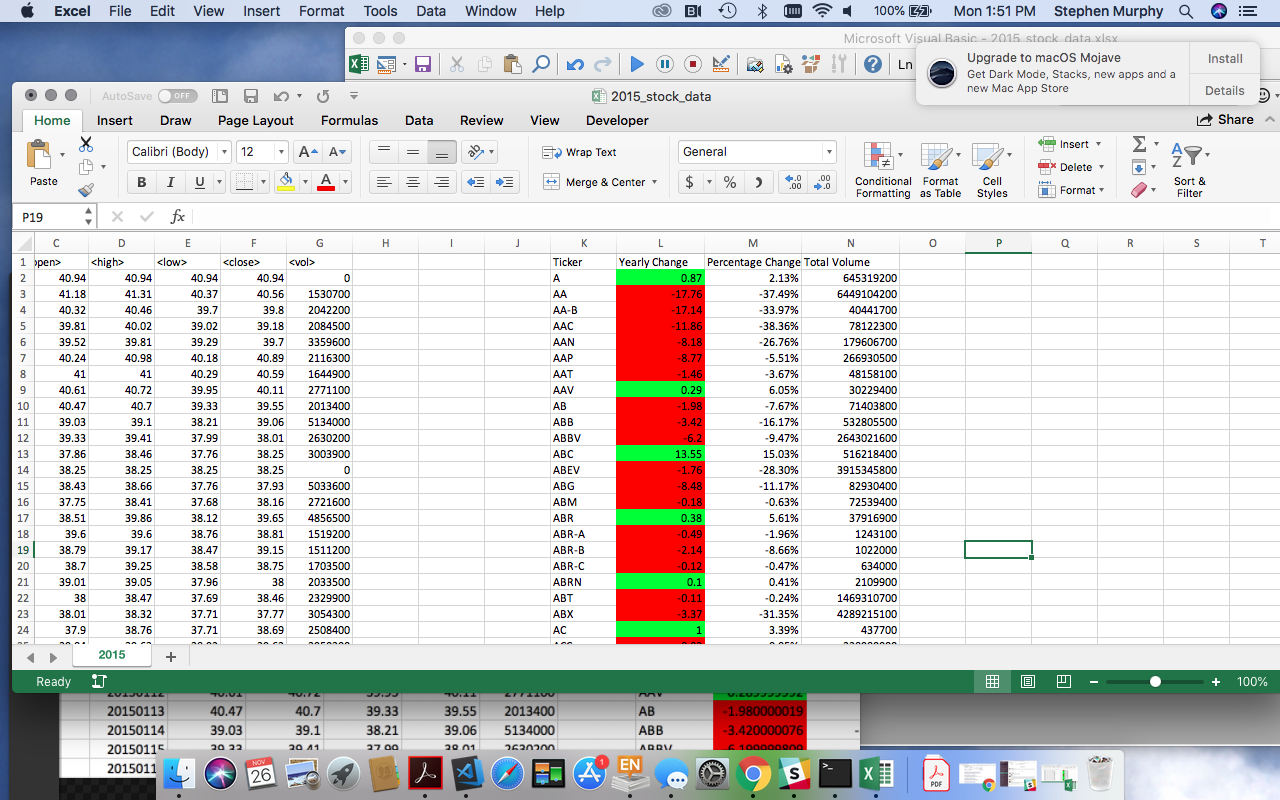 Excel File Edit View Insert Format Tools Data Window Help 100% Mon 1:51 PM Stephen Murphy
Microsoft Visual Basic - 2015_stock_data.xlsx
Ln
Upgrade to macOS Mojave
Get Dark Mode, Stacks, new apps and a
new Mac App Store
Install
Details
AutoSave OFF 2015_stock_data
Home Insert Draw Page Layout Formulas Data Review View Developer Share
Paste Calibri (Body) 12 A A Wrap Text General Conditional Formatting Format as Table Cell Styles Insert Delete Format Sort & Filter
B I U A Merge & Center $ % )
P19 fx
C D E F G H I J K L M N O P Q R S T
1 open> <high> <low> <close> <vol> Ticker Yearly Change Percentage Change Total Volume
2 40.94 40.94 40.94 40.94 0 A 0.87 2.13% 645319200
3 41.18 41.31 40.37 40.56 1530700 AA -17.76 -37.49% 6449104200
4 40.32 40.46 39.7 39.8 2042200 AA-B -17.14 -33.97% 40441700
5 39.81 40.02 39.02 39.18 2084500 AAC -11.86 -38.36% 78122300
6 39.52 39.81 39.29 39.7 3359600 AAN -8.18 -26.76% 179606700
7 40.24 40.98 40.18 40.89 2116300 AAP -8.77 -5.51% 266930500
8 41 41 40.29 40.59 1644900 AAT -1.46 -3.67% 48158100
9 40.61 40.72 39.95 40.11 2771100 AAV 0.29 6.05% 30229400
10 40.47 40.7 39.33 39.55 2013400 AB -1.98 -7.67% 71403800
11 39.03 39.1 38.21 39.06 5134000 ABB -3.42 -16.17% 532805500
12 39.33 39.41 37.99 38.01 2630200 ABBV -6.2 -9.47% 2643021600
13 37.86 38.46 37.76 38.25 3003900 ABC 13.55 15.03% 516218400
14 38.25 38.25 38.25 38.25 0 ABEV -1.76 -28.30% 3915345800
15 38.43 38.66 37.76 37.93 5033600 ABG -8.48 -11.17% 82930400
16 37.75 38.41 37.68 38.16 2721600 ABM -0.18 -0.63% 72539400
17 38.51 39.86 38.12 39.65 4856500 ABR 0.38 5.61% 37916900
18 39.6 39.6 38.76 38.81 1519200 ABR-A -0.49 -1.96% 1243100
19 38.79 39.17 38.47 39.15 1511200 ABR-B -2.14 -8.66% 1022000
20 38.7 39.25 38.58 38.75 1703500 ABR-C -0.12 -0.47% 634000
21 39.01 39.05 37.96 38 2033500 ABRN 0.1 0.41% 2109900
22 38 38.47 37.69 38.46 2329900 ABT -0.11 -0.24% 1469310700
23 38.01 38.32 37.71 37.77 3054300 ABX -3.37 -31.35% 4289215100
24 37.9 38.76 37.71 38.69 2508400 AC 1 3.39% 437700
2015 +
Ready 100%
20150112 40.61 40.72 39.95 40.11 2771100 AAV
20150113 40.47 40.7 39.33 39.55 2013400 AB -1.980000019
20150114 39.03 39.1 38.21 39.06 5134000 ABB -3.420000076 -
20150115 39.33 39.41 37.99 38.01 2630200 ABBV -6.199999809
2015011
NOV
26
1
EN
PDF